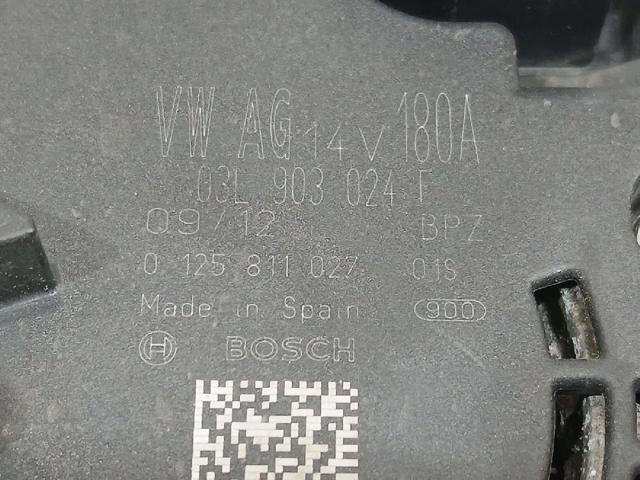 VW AG 14V 180A
03L 903 024 F
09/12 BPZ
0 125 811 027 01S
Made in Spain 900
BOSCH